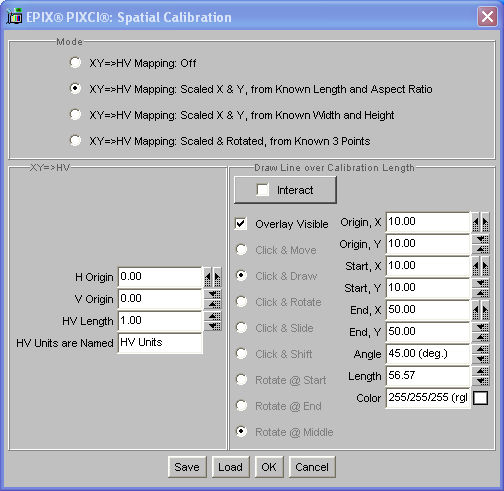 EPIX® PIXCI®: Spatial Calibration
Mode
XY=>HV Mapping: Off
XY=>HV Mapping: Scaled X & Y, from Known Length and Aspect Ratio
XY=>HV Mapping: Scaled X & Y, from Known Width and Height
XY=>HV Mapping: Scaled & Rotated, from Known 3 Points
XY=>HV
H Origin 0.00
V Origin 0.00
HV Length 1.00
HV Units are Named HV Units
Draw Line over Calibration Length
Interact
Overlay Visible
Click & Move
Click & Draw
Click & Rotate
Click & Slide
Click & Shift
Rotate @ Start
Rotate @ End
Rotate @ Middle
Origin, X 10.00
Origin, Y 10.00
Start, X 10.00
Start, Y 10.00
End, X 50.00
End, Y 50.00
Angle 45.00 (deg.)
Length 56.57
Color 255/255/255 (rgl
Save Load OK Cancel